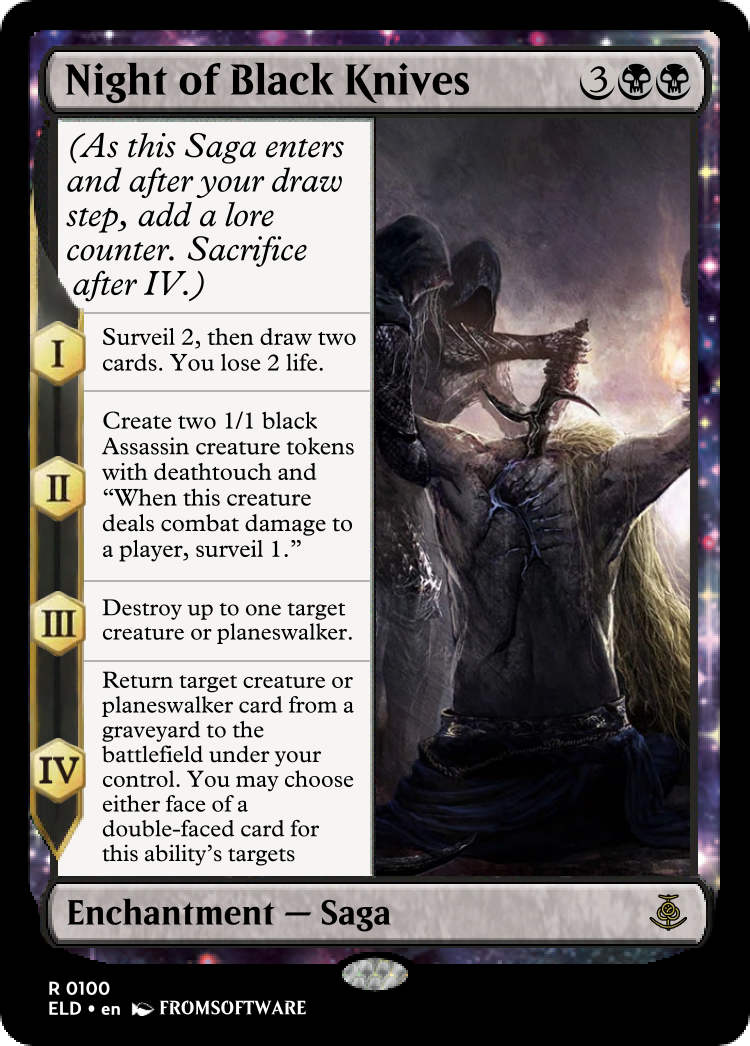 Night of Black Knives 3
(As this Saga enters
and after your draw
step, add a lore
counter. Sacrifice
after IV.)
I
Surveil 2, then draw two
cards. You lose 2 life.
II
Create two 1/1 black
Assassin creature tokens
with deathtouch and
“When this creature
deals combat damage to
a player, surveil 1.”
III
Destroy up to one target
creature or planeswalker.
IV
Return target creature or
planeswalker card from a
graveyard to the
battlefield under your
control. You may choose
either face of a
double-faced card for
this ability’s targets
Enchantment — Saga
R 0100
ELD • en FROMSOFTWARE